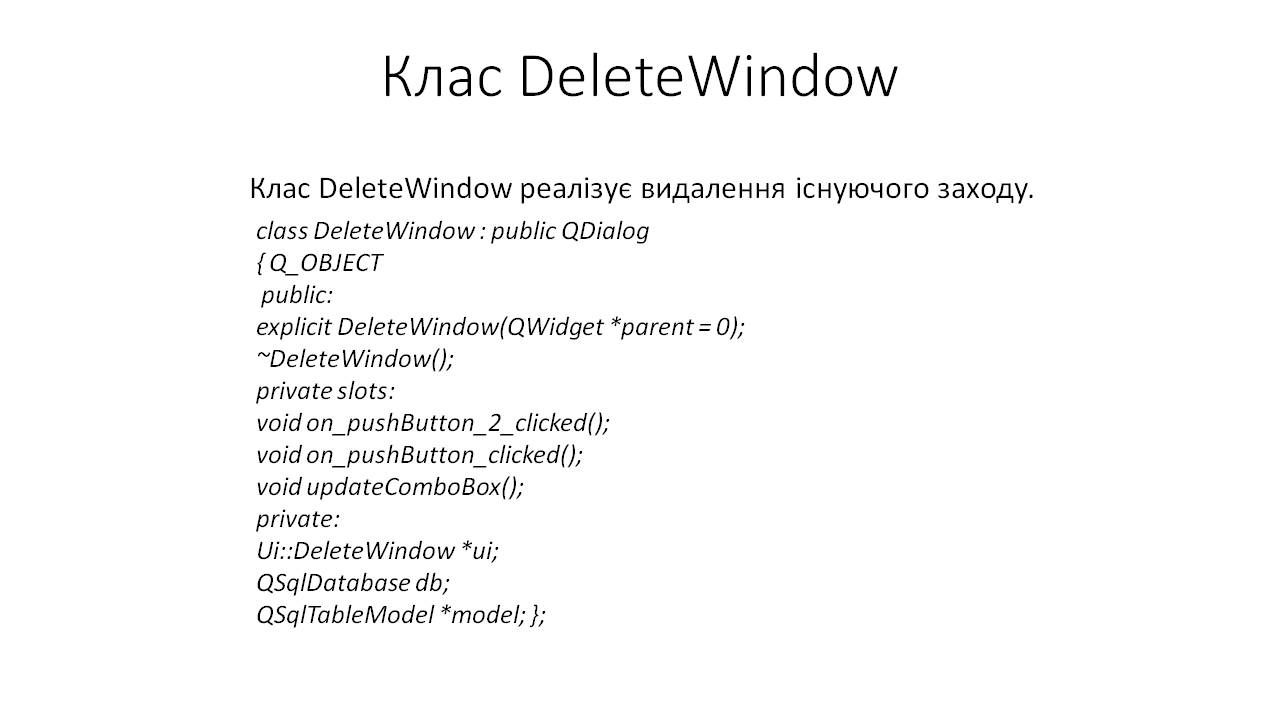 Клас DeleteWindow
Клас DeleteWindow реалізує видалення існуючого заходу.
class DeleteWindow : public QDialog
{ Q_OBJECT
public:
explicit DeleteWindow(QWidget *parent = 0);
~DeleteWindow();
private slots:
void on_pushButton_2_clicked();
void on_pushButton_clicked();
void updateComboBox();
private:
Ui::DeleteWindow *ui;
QSqlDatabase db;
QSqlTableModel *model; };